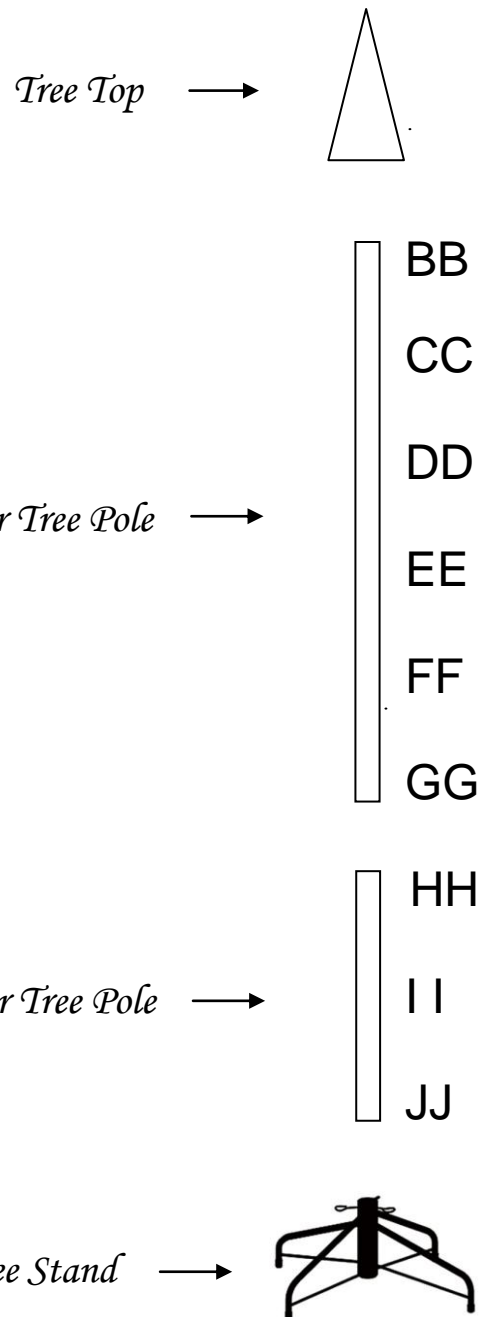 Tree Top
BB
CC
DD
r Tree Pole
EE
FF
GG
HH
r Tree Pole
I I
JJ
ee Stand